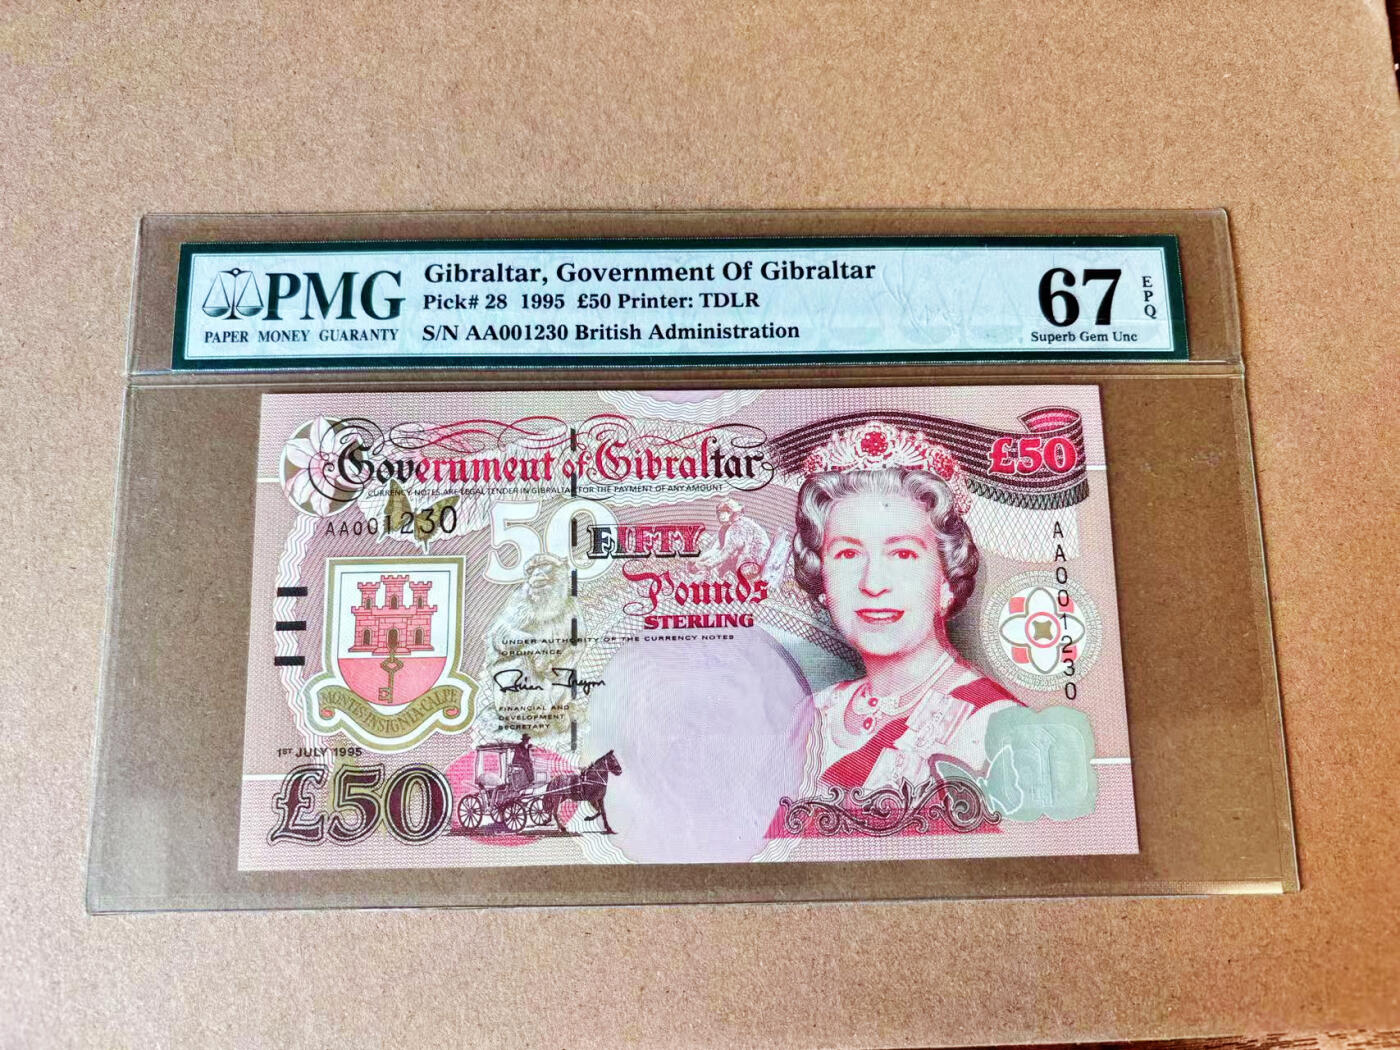 PMG
PAPER MONEY GUARANTY
Gibraltar, Government Of Gibraltar
Pick# 28 1995 £50 Printer: TDLR
S/N AA001230 British Administration
67
EPQ
Superb Gem Unc
Government of Gibraltar
CURRENCY NOTES ARE LEGAL TENDER IN GIBRALTAR FOR THE PAYMENT OF ANY AMOUNT
£50
AA001230
50
FIFTY
Pounds
STERLING
UNDER AUTHORITY OF THE CURRENCY NOTES
ORDINANCE
FINANCIAL AND
DEVELOPMENT
SECRETARY
AA001230
MONTIS INSIGNIA CALPE
1ST JULY 1995
£50